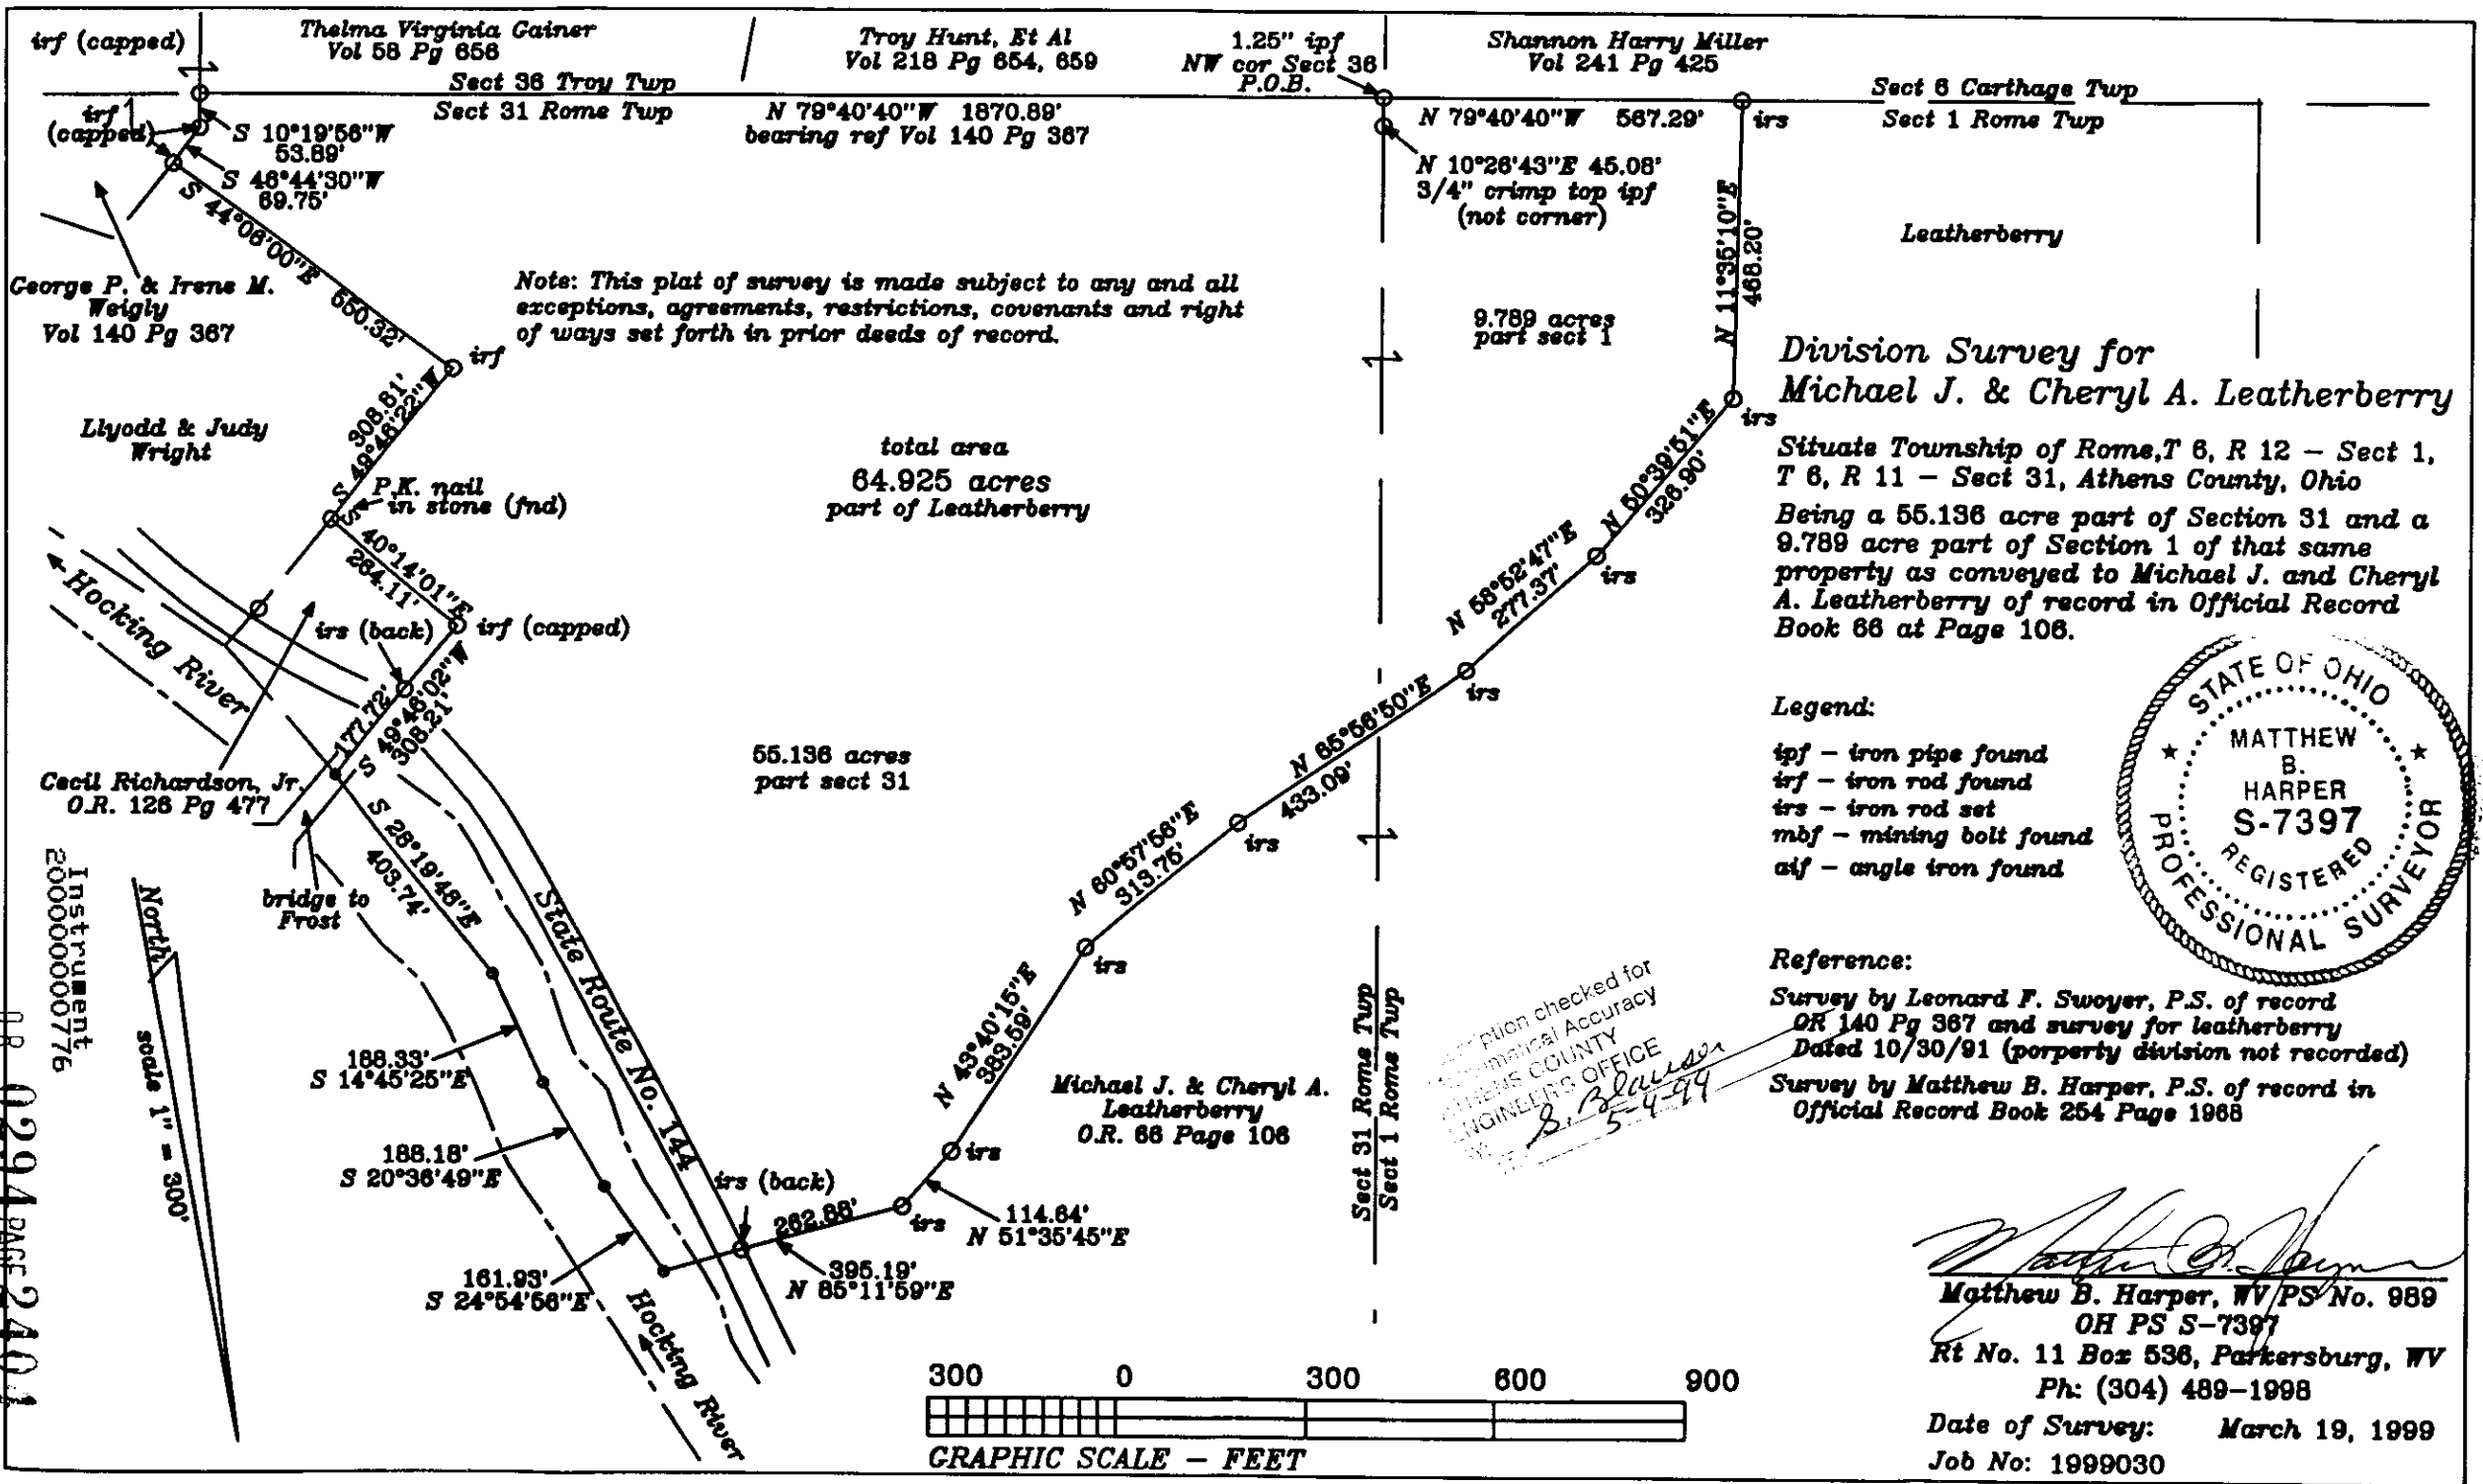 irf (capped)
Thelma Virginia Gainer
Vol 58 Pg 656
Troy Hunt, Et Al
Vol 218 Pg 654, 659
1.25" ipf
NW cor Sect 36
P.O.B.
Shannon Harry Miller
Vol 241 Pg 425
Sect 36 Troy Twp
Sect 31 Rome Twp
Sect 6 Carthage Twp
Sect 1 Rome Twp
irf
(capped)
S 10°19'56"W
53.89'
S 46°44'30"W
69.75'
N 79°40'40"W 1870.89'
bearing ref Vol 140 Pg 367
N 79°40'40"W 567.29'
irs
N 10°26'43"E 45.08'
3/4" crimp top ipf
(not corner)
S 44°06'00"E 550.32'
N 11°35'10"E
468.20'
Leatherberry
George P. & Irene M.
Weigly
Vol 140 Pg 367
Note: This plat of survey is made subject to any and all
exceptions, agreements, restrictions, covenants and right
of ways set forth in prior deeds of record.
irf
9.789 acres
part sect 1
Division Survey for
Michael J. & Cheryl A. Leatherberry
irs
308.81'
S 49°46'22"W
Llyodd & Judy
Wright
total area
64.925 acres
part of Leatherberry
Situate Township of Rome,T 6, R 12 - Sect 1,
T 6, R 11 - Sect 31, Athens County, Ohio
Being a 55.136 acre part of Section 31 and a
9.789 acre part of Section 1 of that same
property as conveyed to Michael J. and Cheryl
A. Leatherberry of record in Official Record
Book 66 at Page 106.
P.K. nail
in stone (fnd)
N 50°39'51"E
326.90'
irs
S 40°14'01"E
264.11'
N 58°52'47"E
277.37'
irs
Hocking River
irs (back)
irf (capped)
177.72'
S 49°46'02"W
308.21'
N 65°56'50"E
433.09'
irs
Cecil Richardson, Jr.
O.R. 126 Pg 477
55.136 acres
part sect 31
Legend:
ipf - iron pipe found
irf - iron rod found
irs - iron rod set
mbf - mining bolt found
aif - angle iron found
STATE OF OHIO
MATTHEW
B.
HARPER
S-7397
REGISTERED
PROFESSIONAL SURVEYOR
S 28°19'48"E
403.74'
N 60°57'56"E
313.75'
irs
bridge to
Frost
State Route No. 144
Instrument
200000000776
OR 0294 PAGE 2401
North
scale 1" = 300'
188.33'
S 14°45'25"E
188.18'
S 20°36'49"E
161.93'
S 24°54'56"E
N 43°40'15"E
383.59'
irs
Michael J. & Cheryl A.
Leatherberry
O.R. 66 Page 106
Sect 31 Rome Twp
Sect 1 Rome Twp
checked for
Accuracy
COUNTY
OFFICE
S. Blauser
5-4-99
Reference:
Survey by Leonard F. Swoyer, P.S. of record
OR 140 Pg 367 and survey for leatherberry
Dated 10/30/91 (porperty division not recorded)
Survey by Matthew B. Harper, P.S. of record in
Official Record Book 254 Page 1968
irs (back)
262.88'
irs
114.64'
N 51°35'45"E
395.19'
N 85°11'59"E
Hocking River
Matthew B. Harper, WV PS No. 989
OH PS S-7397
Rt No. 11 Box 536, Parkersburg, WV
Ph: (304) 489-1998
Date of Survey: March 19, 1999
Job No: 1999030
300 0 300 600 900
GRAPHIC SCALE - FEET